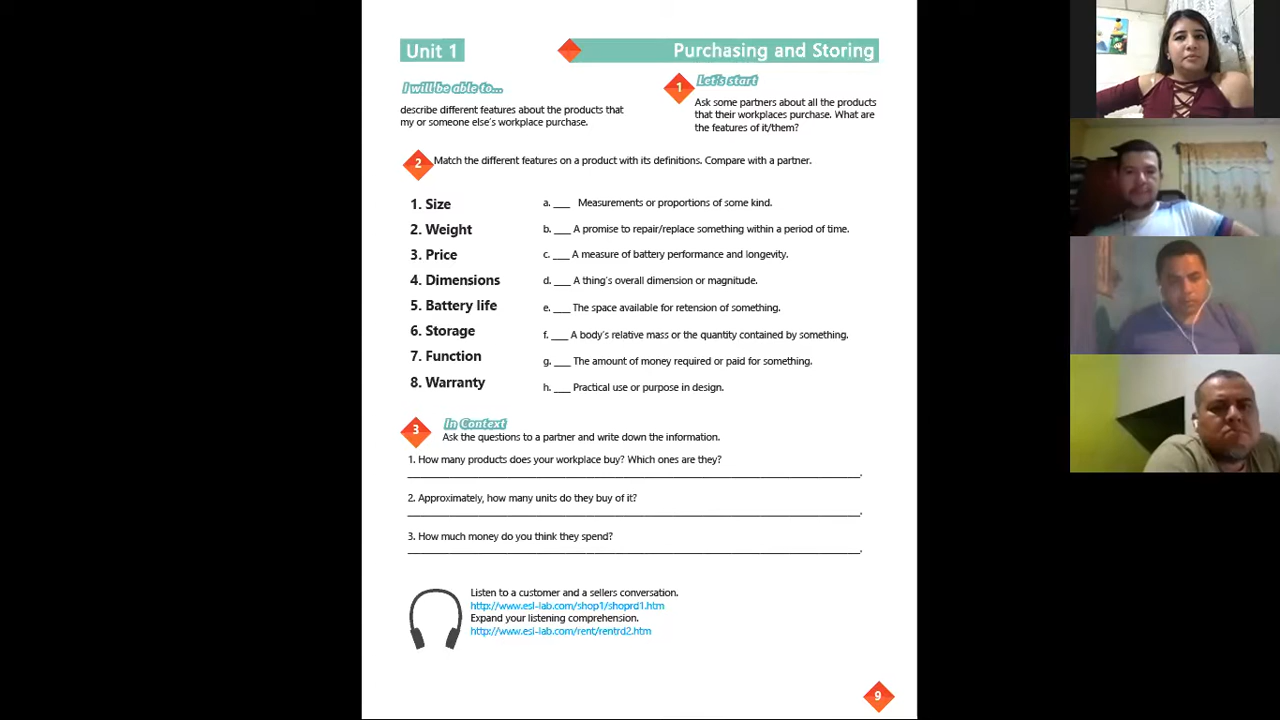 Unit 1
Purchasing and Storing
I will be able to...
describe different features about the products that
my or someone else's workplace purchase.
1
Let's start
Ask some partners about all the products
that their workplaces purchase. What are
the features of it/them?
2
Match the different features on a product with its definitions. Compare with a partner.
1. Size
2. Weight
3. Price
4. Dimensions
5. Battery life
6. Storage
7. Function
8. Warranty
a. ___ Measurements or proportions of some kind.
b. ___ A promise to repair/replace something within a period of time.
c. ___ A measure of battery performance and longevity.
d. ___ A thing's overall dimension or magnitude.
e. ___ The space available for retention of something.
f. ___ A body's relative mass or the quantity contained by something.
g. ___ The amount of money required or paid for something.
h. ___ Practical use or purpose in design.
3
In Context
Ask the questions to a partner and write down the information.
1. How many products does your workplace buy? Which ones are they?
2. Approximately, how many units do they buy of it?
3. How much money do you think they spend?
Listen to a customer and a sellers conversation.
http://www.esl-lab.com/shop1/shoprd1.htm
Expand your listening comprehension.
http://www.esl-lab.com/rent/rentrd2.htm
9